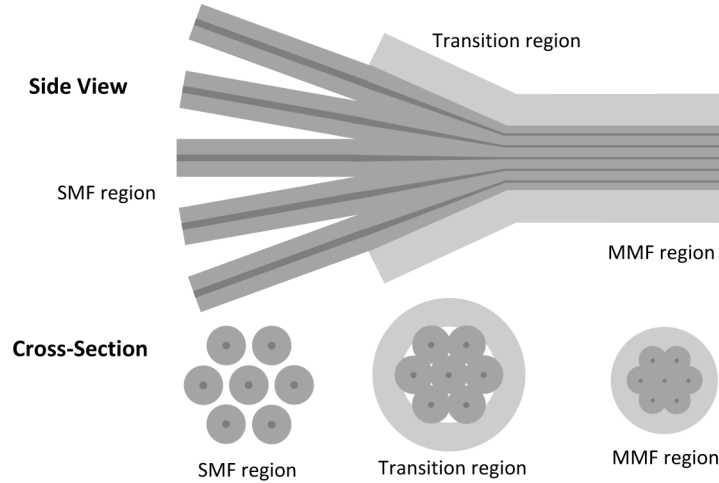 Transition region
Side View
SMF region
MMF region
Cross-Section
SMF region
Transition region
MMF region